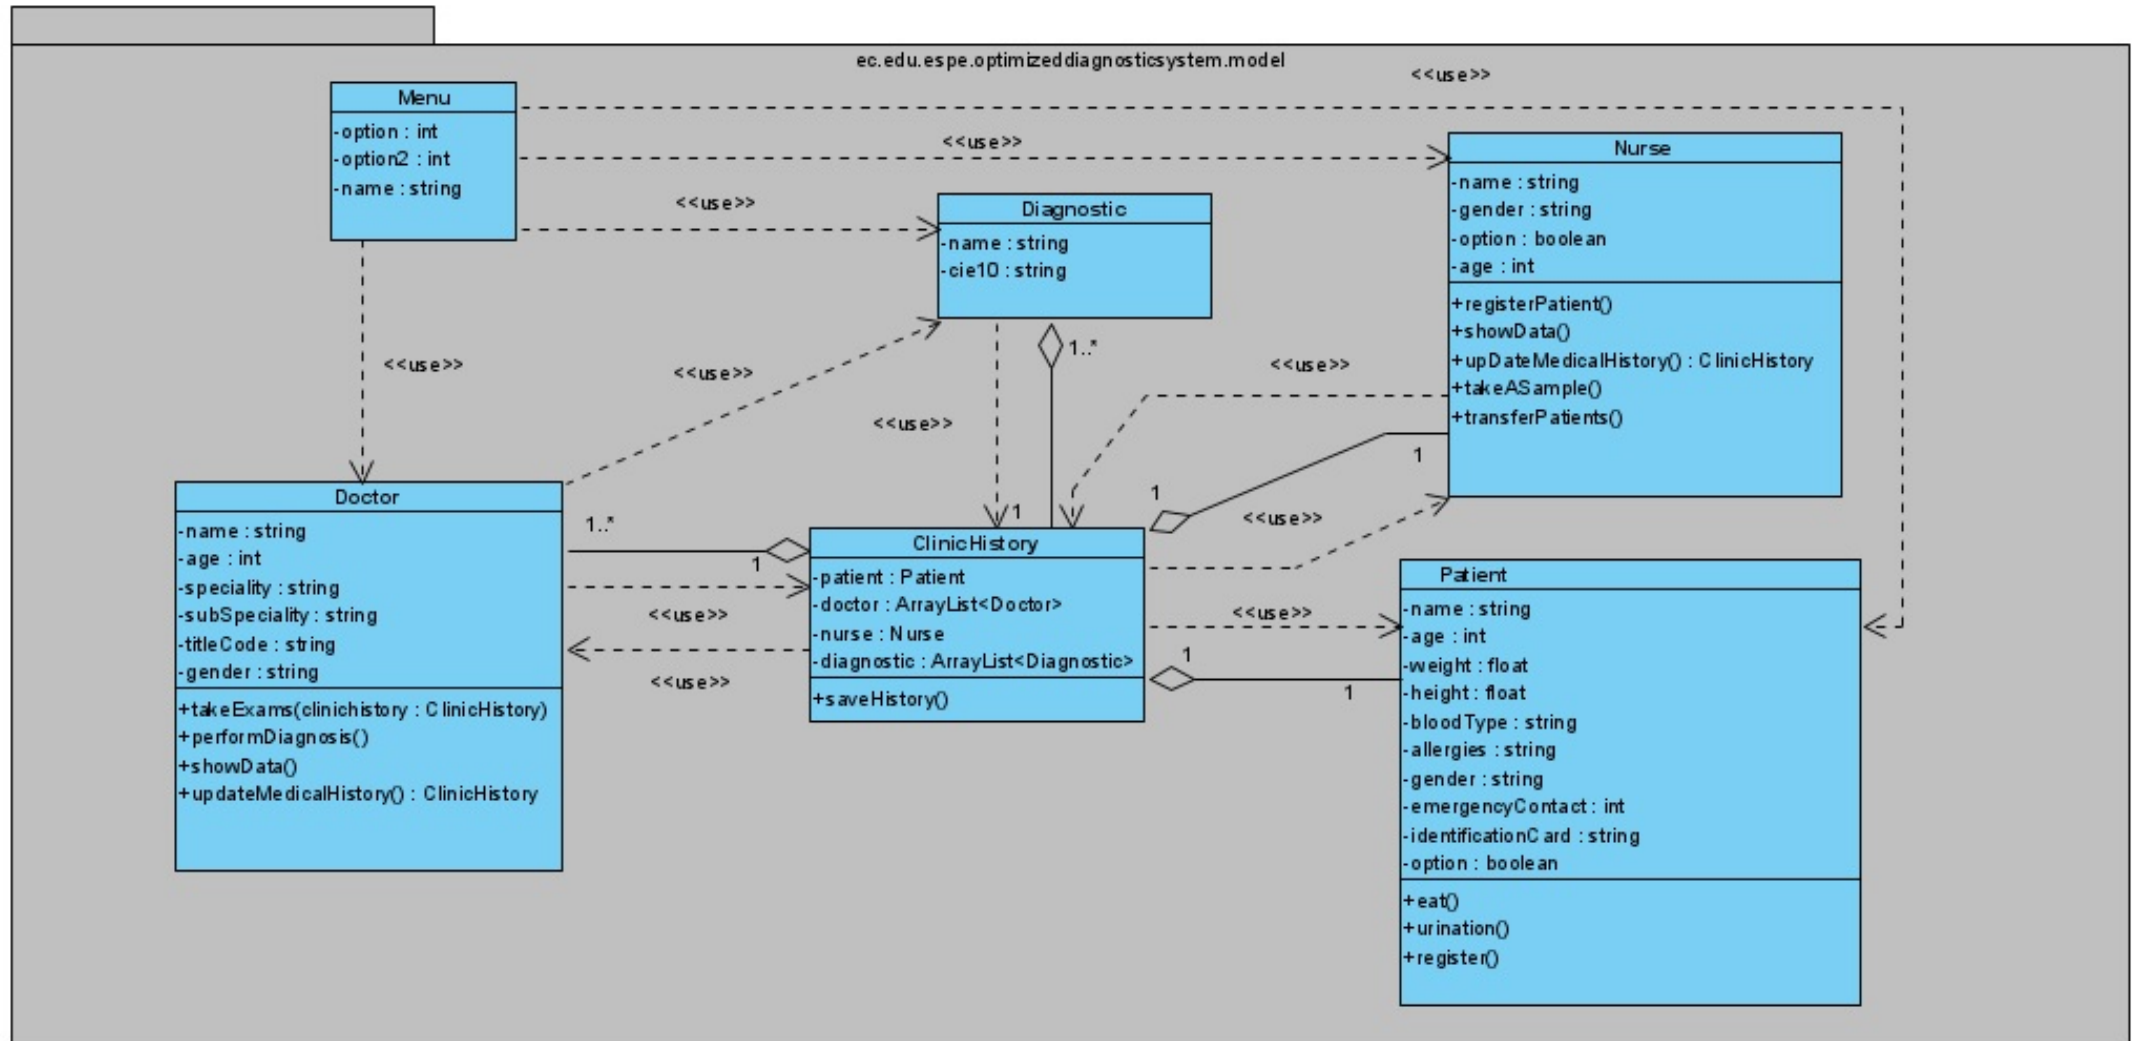 ec.edu.espe.optimizeddiagnosticsystem.model
<<use>>
Menu
-option : int
-option2 : int
-name : string
<<use>>
<<use>>
<<use>>
Diagnostic
-name : string
-cie10 : string
Nurse
-name : string
-gender : string
-option : boolean
-age : int
+registerPatient()
+showData()
+upDateMedicalHistory() : ClinicHistory
+takeASample()
+transferPatients()
<<use>>
<<use>>
1..*
<<use>>
1
1
<<use>>
1
Doctor
-name : string
-age : int
-speciality : string
-subSpeciality : string
-titleCode : string
-gender : string
+takeExams(clinichistory : ClinicHistory)
+performDiagnosis()
+showData()
+updateMedicalHistory() : ClinicHistory
1..*
1
<<use>>
<<use>>
ClinicHistory
-patient : Patient
-doctor : ArrayList<Doctor>
-nurse : Nurse
-diagnostic : ArrayList<Diagnostic>
+saveHistory()
<<use>>
1
1
Patient
-name : string
-age : int
-weight : float
-height : float
-bloodType : string
-allergies : string
-gender : string
-emergencyContact : int
-identificationCard : string
-option : boolean
+eat()
+urination()
+register()